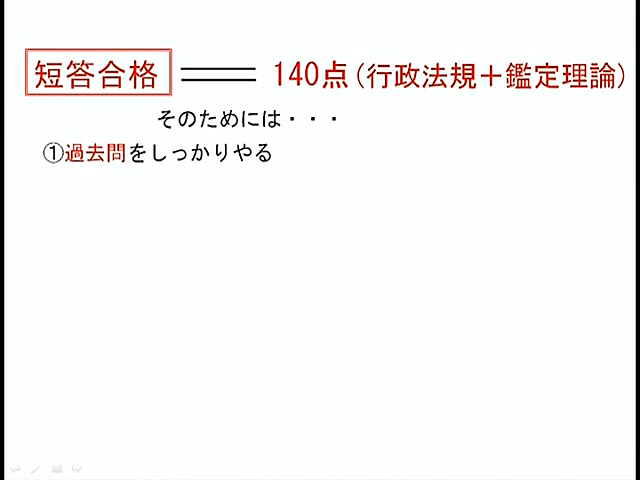 短答合格 ＝ 140点(行政法規＋鑑定理論)
そのためには・・・
①過去問をしっかりやる